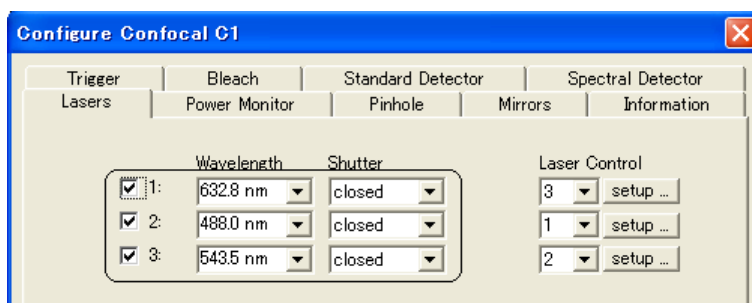 Configure Confocal C1
Trigger Bleach Standard Detector Spectral Detector
Lasers Power Monitor Pinhole Mirrors Information
Wavelength Shutter Laser Control
1: 632.8 nm closed 3 setup ...
2: 488.0 nm closed 1 setup ...
3: 543.5 nm closed 2 setup ...